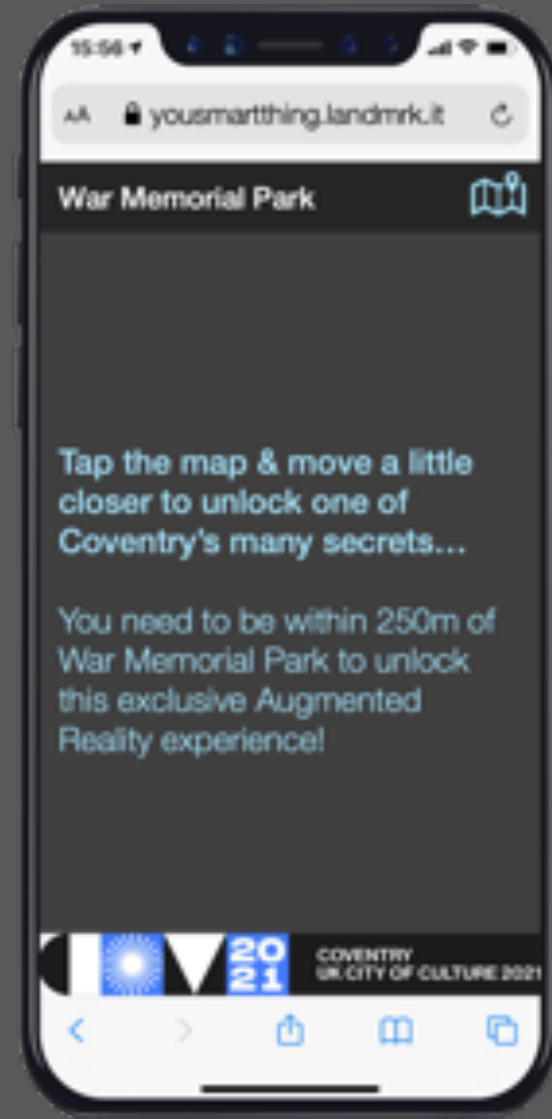 15:56
AA yousmartthing.landmrk.it
War Memorial Park
Tap the map & move a little
closer to unlock one of
Coventry's many secrets...
You need to be within 250m of
War Memorial Park to unlock
this exclusive Augmented
Reality experience!
20
21
COVENTRY
UK CITY OF CULTURE 2021